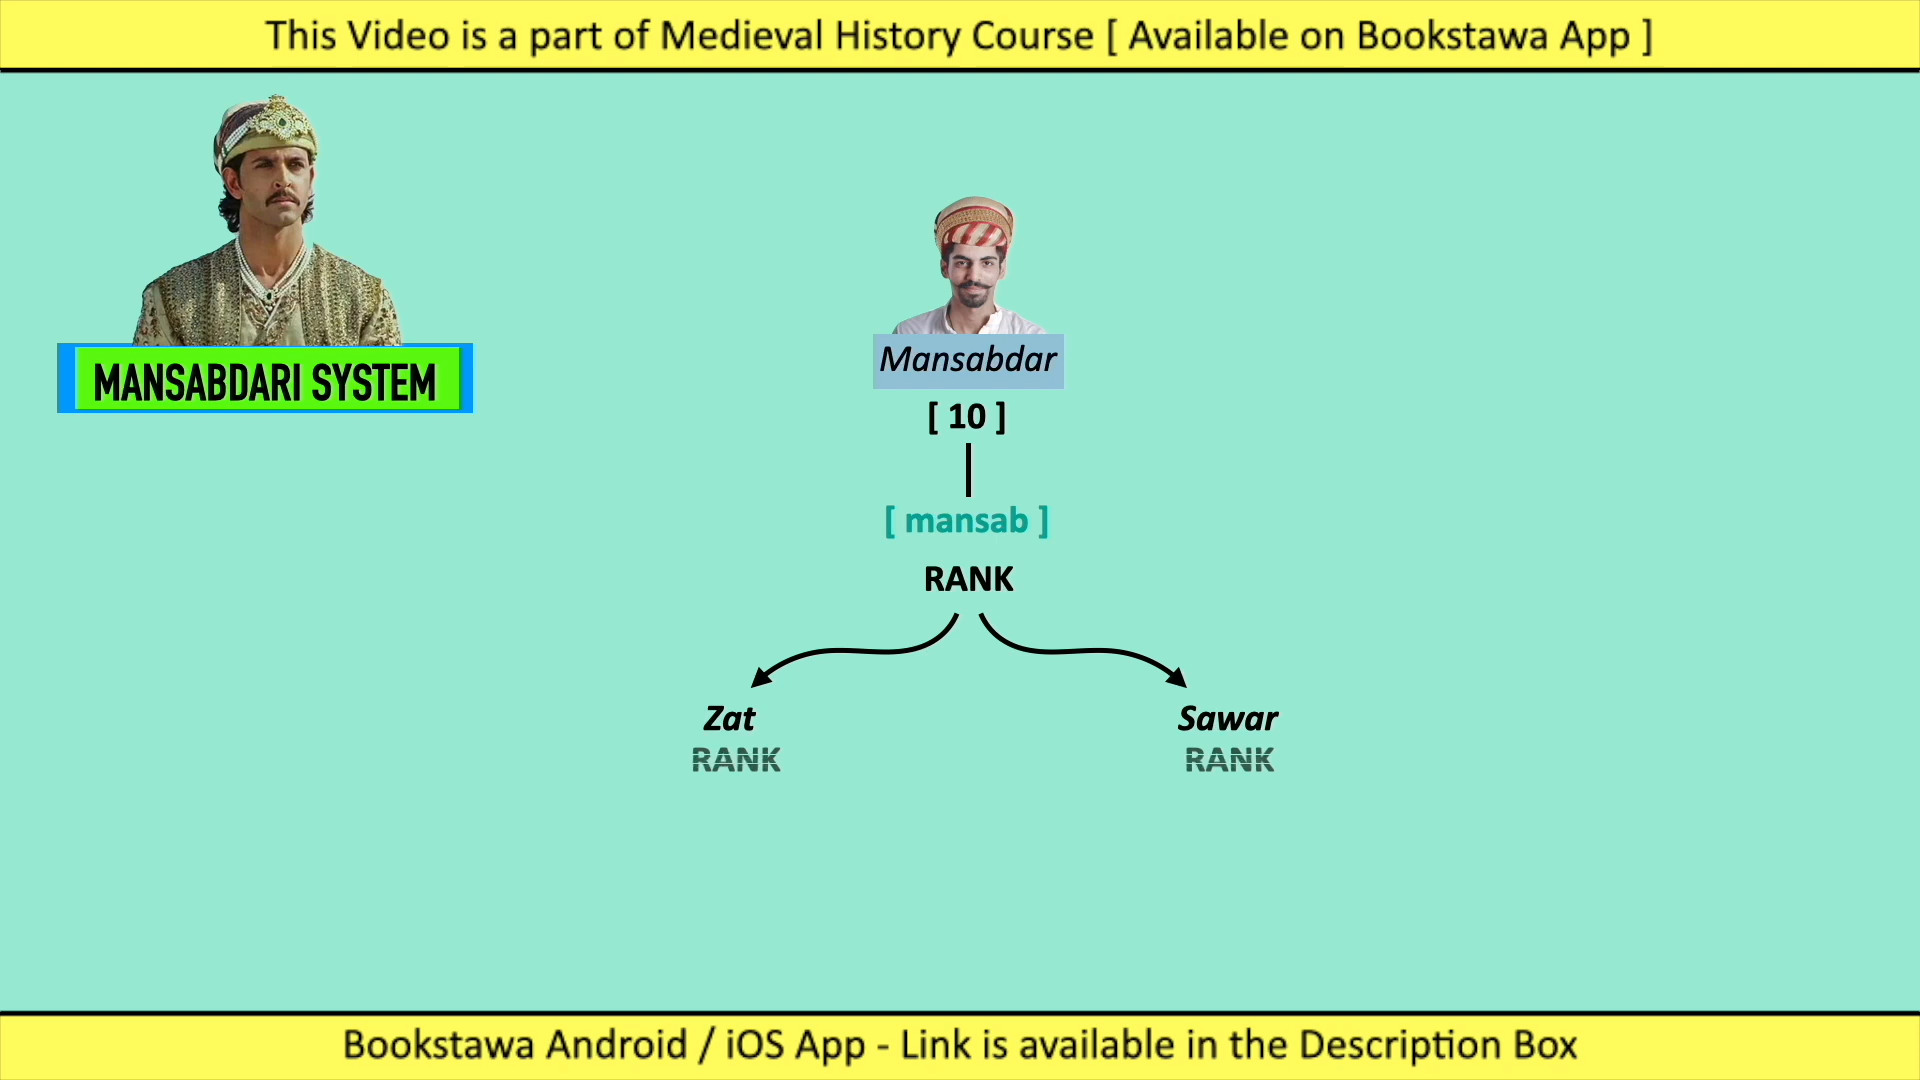 This Video is a part of Medieval History Course [ Available on Bookstawa App ]
MANSABDARI SYSTEM
Mansabdar
[ 10 ]
[ mansab ]
RANK
Zat
RANK
Sawar
RANK
Bookstawa Android / iOS App - Link is available in the Description Box